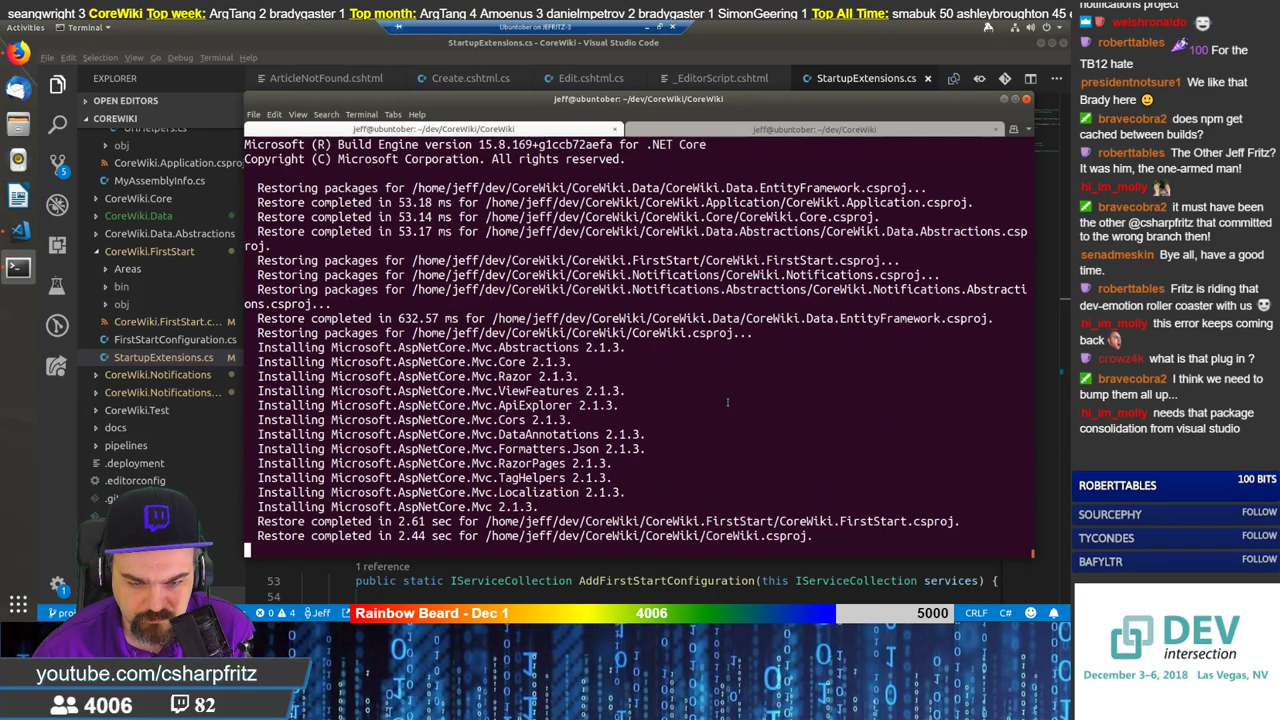 seangwright 3 CoreWiki Top week: ArqTang 2 bradygaster 1 Top month: ArqTang 4 Amoenus 3 danielmpetrov 2 bradygaster 1 SimonGeering 1 Top All Time: smabuk 50 ashleybroughton 45
Activities Terminal Ubuntober on JEFRITZ-3
StartupExtensions.cs - CoreWiki - Visual Studio Code
File Edit Selection View Go Debug Terminal Help
EXPLORER
ArticleNotFound.cshtml Create.cshtml.cs Edit.cshtml.cs _EditorScript.cshtml StartupExtensions.cs
OPEN EDITORS
COREWIKI
obj
CoreWiki.Application.csproj
MyAssemblyInfo.cs
CoreWiki.Core
CoreWiki.Data
CoreWiki.Data.Abstractions
CoreWiki.FirstStart
Areas
bin
obj
CoreWiki.FirstStart.c... M
FirstStartConfiguration.cs
StartupExtensions.cs M
CoreWiki.Notifications
CoreWiki.Notifications...
CoreWiki.Test
docs
pipelines
.deployment
.editorconfig
jeff@ubuntober: ~/dev/CoreWiki/CoreWiki
File Edit View Search Terminal Tabs Help
jeff@ubuntober: ~/dev/CoreWiki/CoreWiki jeff@ubuntober: ~/dev/CoreWiki
Microsoft (R) Build Engine version 15.8.169+g1ccb72aefa for .NET Core
Copyright (C) Microsoft Corporation. All rights reserved.
Restoring packages for /home/jeff/dev/CoreWiki/CoreWiki.Data/CoreWiki.Data.EntityFramework.csproj...
Restore completed in 53.18 ms for /home/jeff/dev/CoreWiki/CoreWiki.Application/CoreWiki.Application.csproj.
Restore completed in 53.14 ms for /home/jeff/dev/CoreWiki/CoreWiki.Core/CoreWiki.Core.csproj.
Restore completed in 53.17 ms for /home/jeff/dev/CoreWiki/CoreWiki.Data.Abstractions/CoreWiki.Data.Abstractions.csp
roj.
Restoring packages for /home/jeff/dev/CoreWiki/CoreWiki.FirstStart/CoreWiki.FirstStart.csproj...
Restoring packages for /home/jeff/dev/CoreWiki/CoreWiki.Notifications/CoreWiki.Notifications.csproj...
Restoring packages for /home/jeff/dev/CoreWiki/CoreWiki.Notifications.Abstractions/CoreWiki.Notifications.Abstracti
ons.csproj...
Restore completed in 632.57 ms for /home/jeff/dev/CoreWiki/CoreWiki.Data/CoreWiki.Data.EntityFramework.csproj.
Restoring packages for /home/jeff/dev/CoreWiki/CoreWiki/CoreWiki.csproj...
Installing Microsoft.AspNetCore.Mvc.Abstractions 2.1.3.
Installing Microsoft.AspNetCore.Mvc.Core 2.1.3.
Installing Microsoft.AspNetCore.Mvc.Razor 2.1.3.
Installing Microsoft.AspNetCore.Mvc.ViewFeatures 2.1.3.
Installing Microsoft.AspNetCore.Mvc.ApiExplorer 2.1.3.
Installing Microsoft.AspNetCore.Mvc.Cors 2.1.3.
Installing Microsoft.AspNetCore.Mvc.DataAnnotations 2.1.3.
Installing Microsoft.AspNetCore.Mvc.Formatters.Json 2.1.3.
Installing Microsoft.AspNetCore.Mvc.RazorPages 2.1.3.
Installing Microsoft.AspNetCore.Mvc.TagHelpers 2.1.3.
Installing Microsoft.AspNetCore.Mvc.Localization 2.1.3.
Installing Microsoft.AspNetCore.Mvc 2.1.3.
Restore completed in 2.61 sec for /home/jeff/dev/CoreWiki/CoreWiki.FirstStart/CoreWiki.FirstStart.csproj.
Restore completed in 2.44 sec for /home/jeff/dev/CoreWiki/CoreWiki/CoreWiki.csproj.
1 reference
53 public static IServiceCollection AddFirstStartConfiguration(this IServiceCollection services) {
54
0 4 Jeff Rainbow Beard - Dec 1 4006 5000 CRLF C#
notifications project
welshronaldo
roberttables 100 For the
TB12 hate
presidentnotsure1 We like that
Brady here
bravecobra2 does npm get
cached between builds?
roberttables The Other Jeff Fritz?
It was him, the one-armed man!
hi_im_molly
bravecobra2 it must have been
the other @csharpfritz that committed
to the wrong branch then!
senadmeskin Bye all, have a good
time.
roberttables Fritz is riding that
dev-emotion roller coaster with us
hi_im_molly this error keeps coming
back
crowz4k what is that plug in ?
bravecobra2 I think we need to
bump them all up...
hi_im_molly needs that package
consolidation from visual studio
ROBERTTABLES 100 BITS
SOURCEPHY FOLLOW
TYCONDES FOLLOW
BAFYLTR FOLLOW
DEV
intersection
December 3–6, 2018 Las Vegas, NV
youtube.com/csharpfritz
4006 82